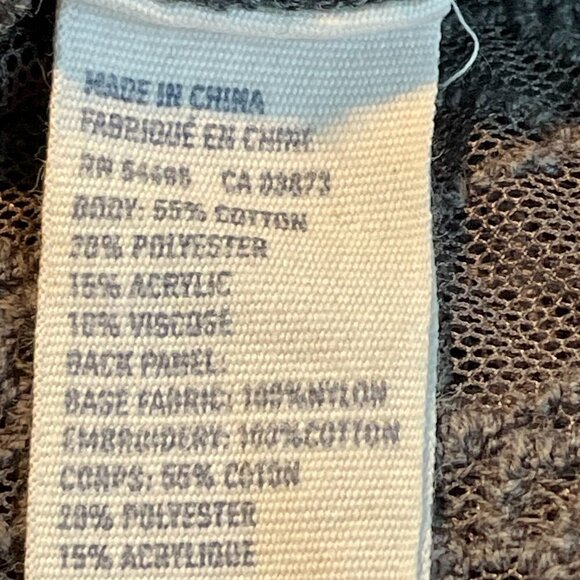 MADE IN CHINA
FABRIQUÉ EN CHINE
RN 54485 CA 03873
BODY: 55% COTTON
20% POLYESTER
15% ACRYLIC
10% VISCOSE
BACK PANEL:
BASE FABRIC: 100%NYLON
EMBROIDERY: 100%COTTON
CORPS: 55% COTON
20% POLYESTER
15% ACRYLIQUE